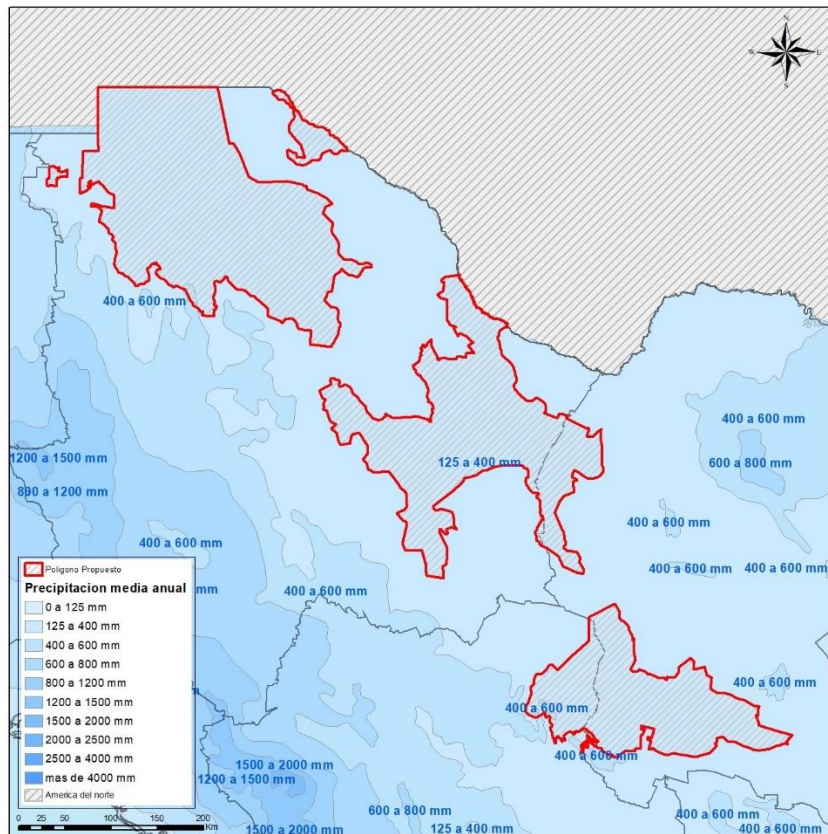 N
W E
S
400 a 600 mm
400 a 600 mm
1200 a 1500 mm
125 a 400 mm
600 a 800 mm
800 a 1200 mm
400 a 600 mm
400 a 600 mm
400 a 600 mm
400 a 600 mm
400 a 600 mm
mm
400 a 600 mm
400 a 600 mm
400 a 600 mm
1500 a 2000 mm
1200 a 1500 mm
600 a 800 mm
125 a 400 mm
400 a 600 mm
400 a 600 mm
1500 a 2000 mm
Poligono Propuesto
Precipitacion media anual
0 a 125 mm
125 a 400 mm
400 a 600 mm
600 a 800 mm
800 a 1200 mm
1200 a 1500 mm
1500 a 2000 mm
2000 a 2500 mm
2500 a 4000 mm
mas de 4000 mm
America del norte
0 25 50 100 150 200
Km